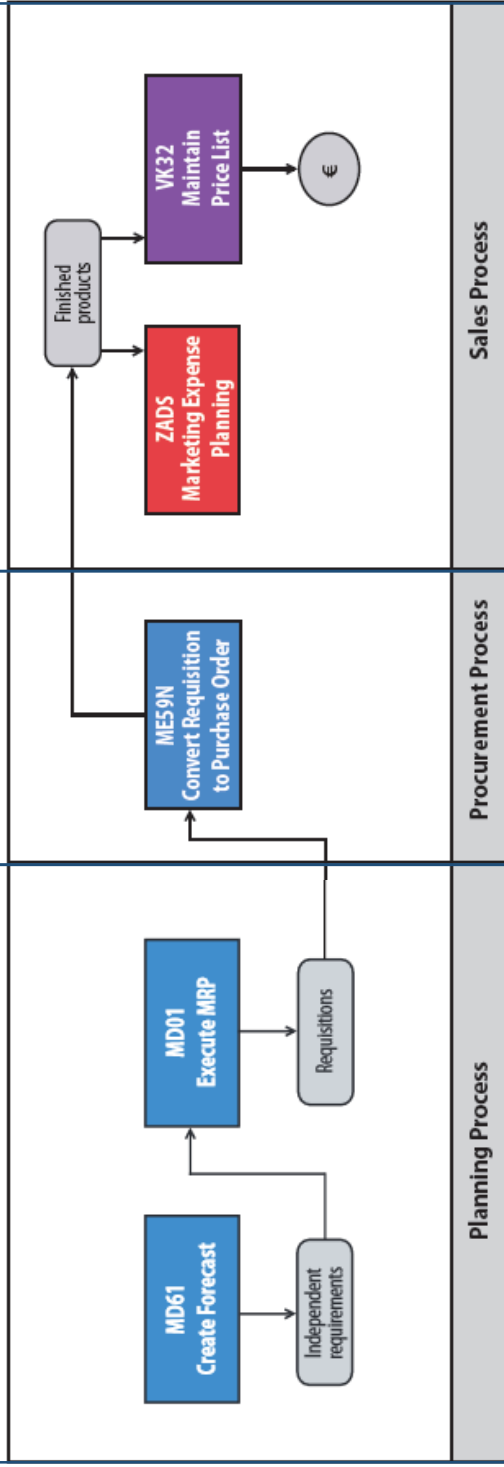 MD61
Create Forecast
Independent
requirements
MD01
Execute MRP
Requisitions
Planning Process
ME59N
Convert Requisition
to Purchase Order
Procurement Process
Finished
products
ZADS
Marketing Expense
Planning
VK32
Maintain
Price List
€
Sales Process